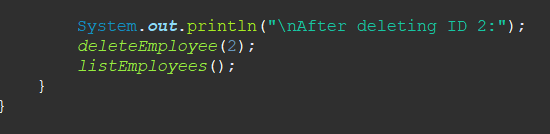 System.out.println("\nAfter deleting ID 2:");
deleteEmployee(2);
listEmployees();
}
}